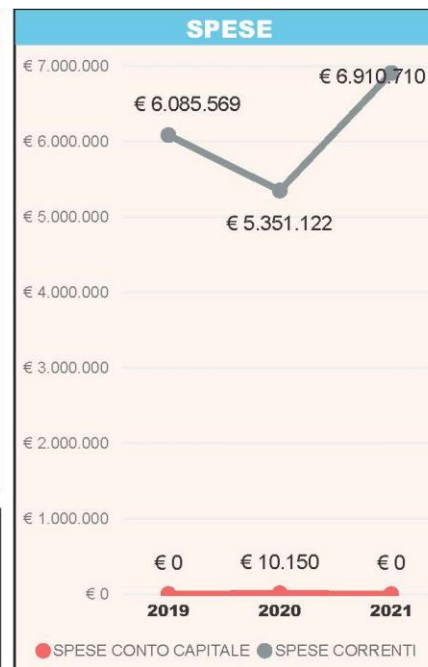 SPESE
€ 7.000.000
€ 6.910.710
€ 6.085.569
€ 6.000.000
€ 5.351.122
€ 5.000.000
€ 4.000.000
€ 3.000.000
€ 2.000.000
€ 1.000.000
€ 0 € 10.150 € 0
€ 0
2019 2020 2021
SPESE CONTO CAPITALE SPESE CORRENTI